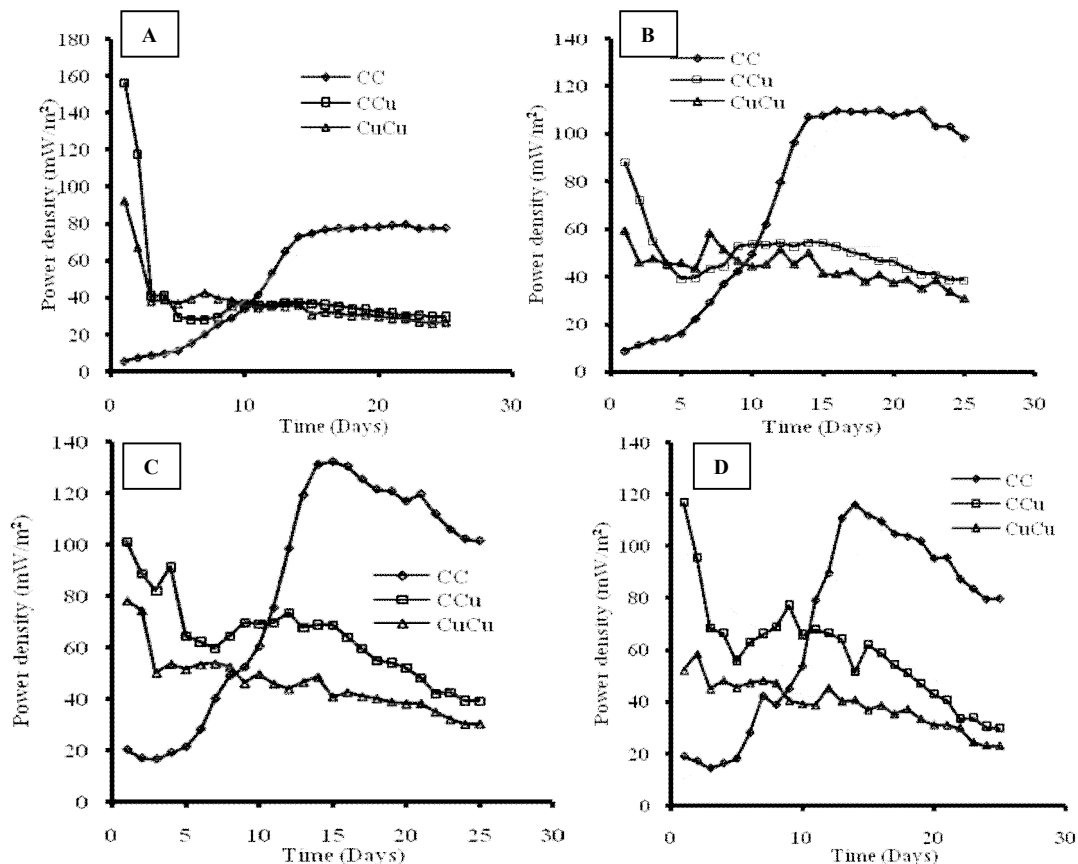 A
Power density (mW/m²)
180
160
140
120
100
80
60
40
20
0
CC
CCu
CuCu
0 10 20 30
Time (Days)
B
Power density (mW/m²)
140
120
100
80
60
40
20
0
CC
CCu
CuCu
0 5 10 15 20 25 30
Time (Days)
C
Power density (mW/m²)
140
120
100
80
60
40
20
0
CC
CCu
CuCu
0 5 10 15 20 25
Time (Days)
D
Power density (mW/m²)
140
120
100
80
60
40
20
0
CC
CCu
CuCu
0 10 20 30
Time (Days)